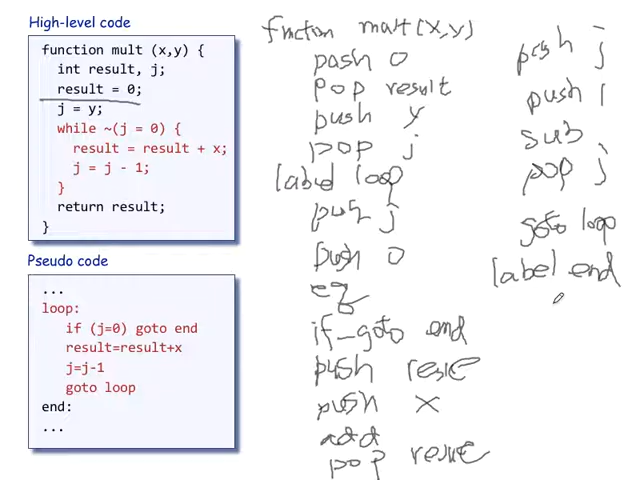 High-level code
function mult (x,y) {
int result, j;
result = 0;
j = y;
while ~(j = 0) {
result = result + x;
j = j - 1;
}
return result;
}
Pseudo code
...
loop:
if (j=0) goto end
result=result+x
j=j-1
goto loop
end:
...
function mult(x,y)
push 0
pop result
push y
pop j
label loop
push j
push 0
eq
if-goto end
push result
push x
add
pop result
push j
push 1
sub
pop j
goto loop
label end